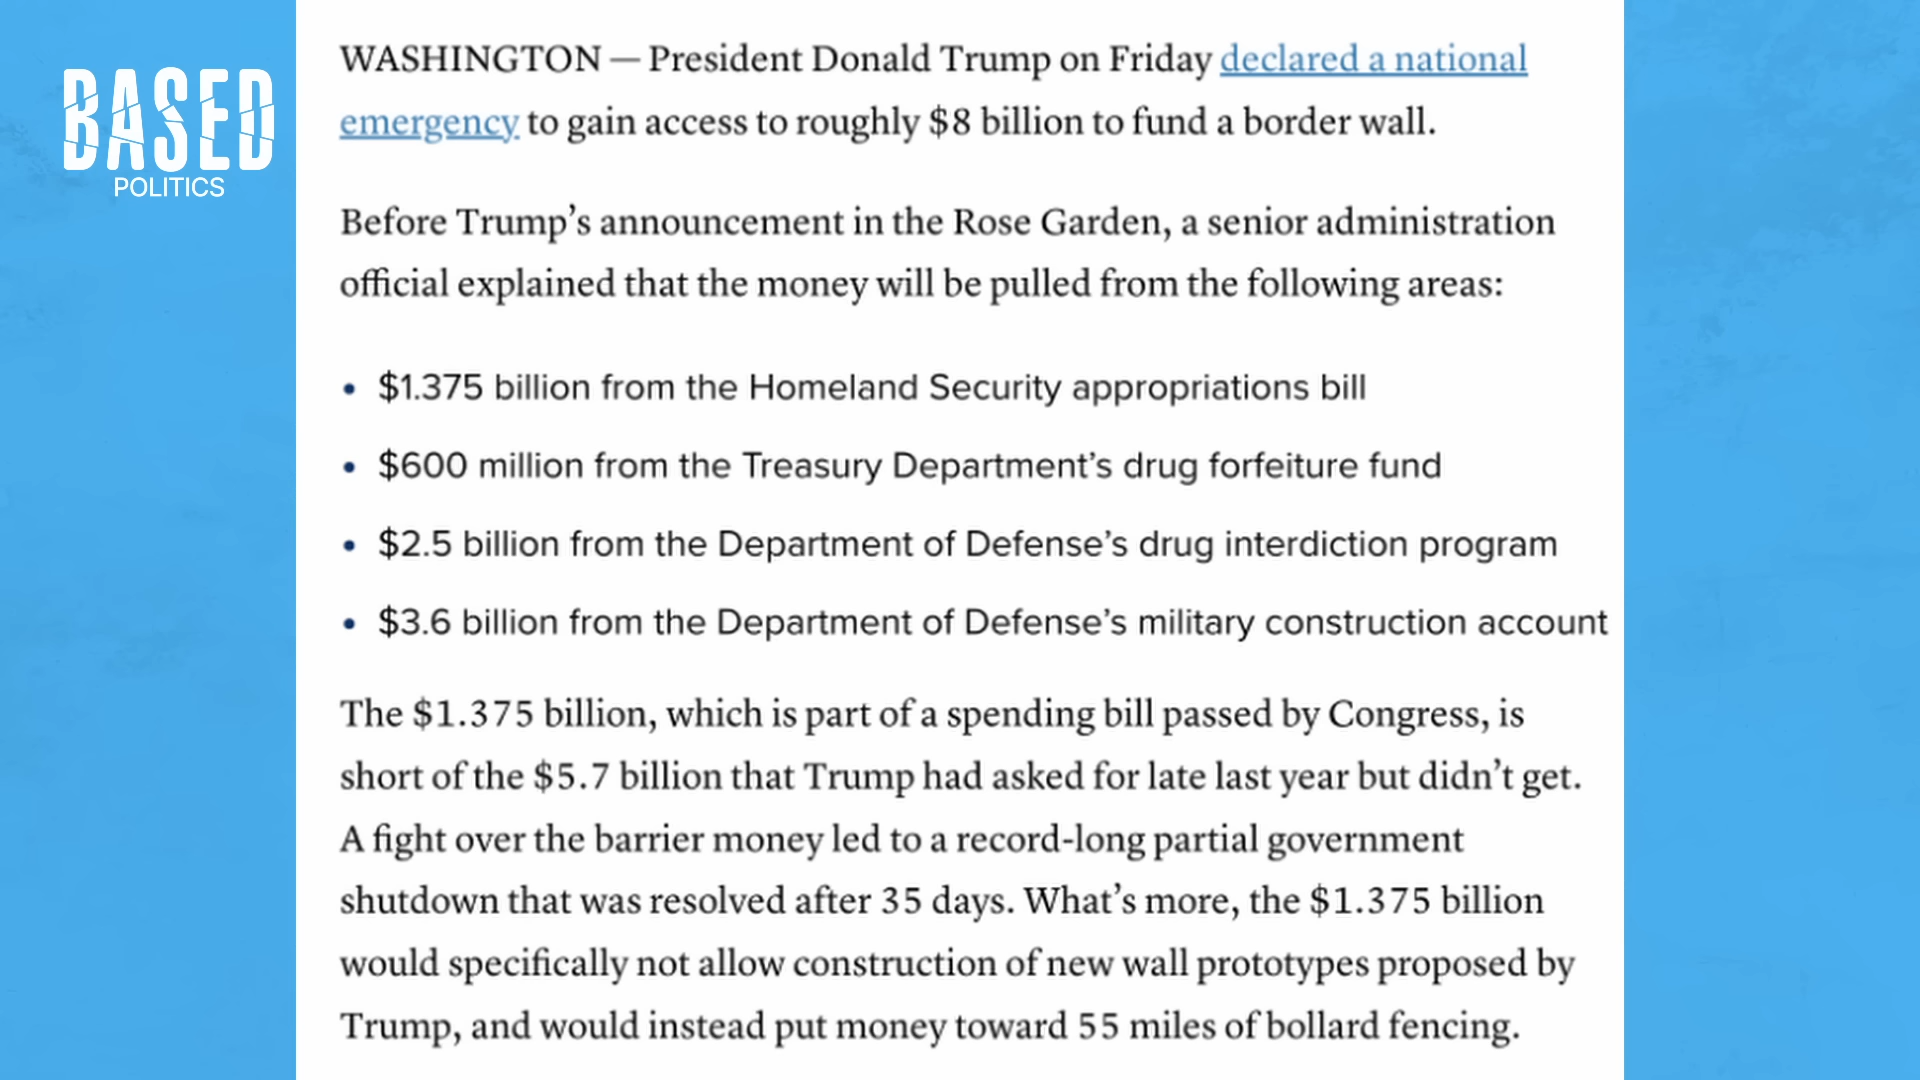 BASED
POLITICS
WASHINGTON — President Donald Trump on Friday declared a national
emergency to gain access to roughly $8 billion to fund a border wall.
Before Trump’s announcement in the Rose Garden, a senior administration
official explained that the money will be pulled from the following areas:
• $1.375 billion from the Homeland Security appropriations bill
• $600 million from the Treasury Department’s drug forfeiture fund
• $2.5 billion from the Department of Defense’s drug interdiction program
• $3.6 billion from the Department of Defense’s military construction account
The $1.375 billion, which is part of a spending bill passed by Congress, is
short of the $5.7 billion that Trump had asked for late last year but didn’t get.
A fight over the barrier money led to a record-long partial government
shutdown that was resolved after 35 days. What’s more, the $1.375 billion
would specifically not allow construction of new wall prototypes proposed by
Trump, and would instead put money toward 55 miles of bollard fencing.